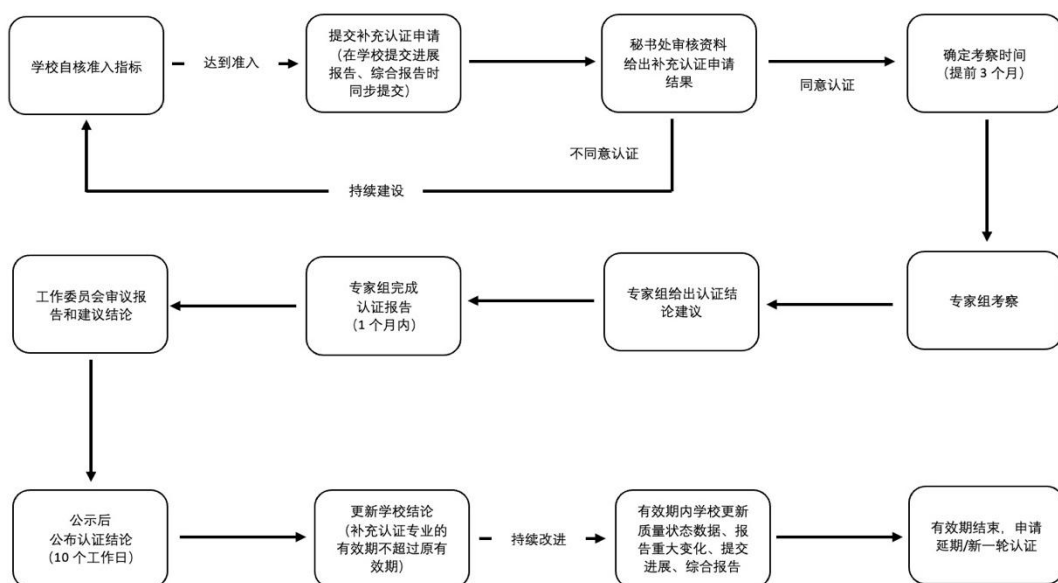 学校自核准入指标
达到准入
提交补充认证申请
（在学校提交进展
报告、综合报告时
同步提交）
秘书处审核资料
给出补充认证申请
结果
同意认证
确定考察时间
（提前 3 个月）
不同意认证
持续建设
专家组考察
专家组给出认证结
论建议
专家组完成
认证报告
（1 个月内）
工作委员会审议报
告和建议结论
公示后
公布认证结论
（10 个工作日）
更新学校结论
（补充认证专业的
有效期不超过原有
效期）
持续改进
有效期内学校更新
质量状态数据、报
告重大变化、提交
进展、综合报告
有效期结束，申请
延期/新一轮认证